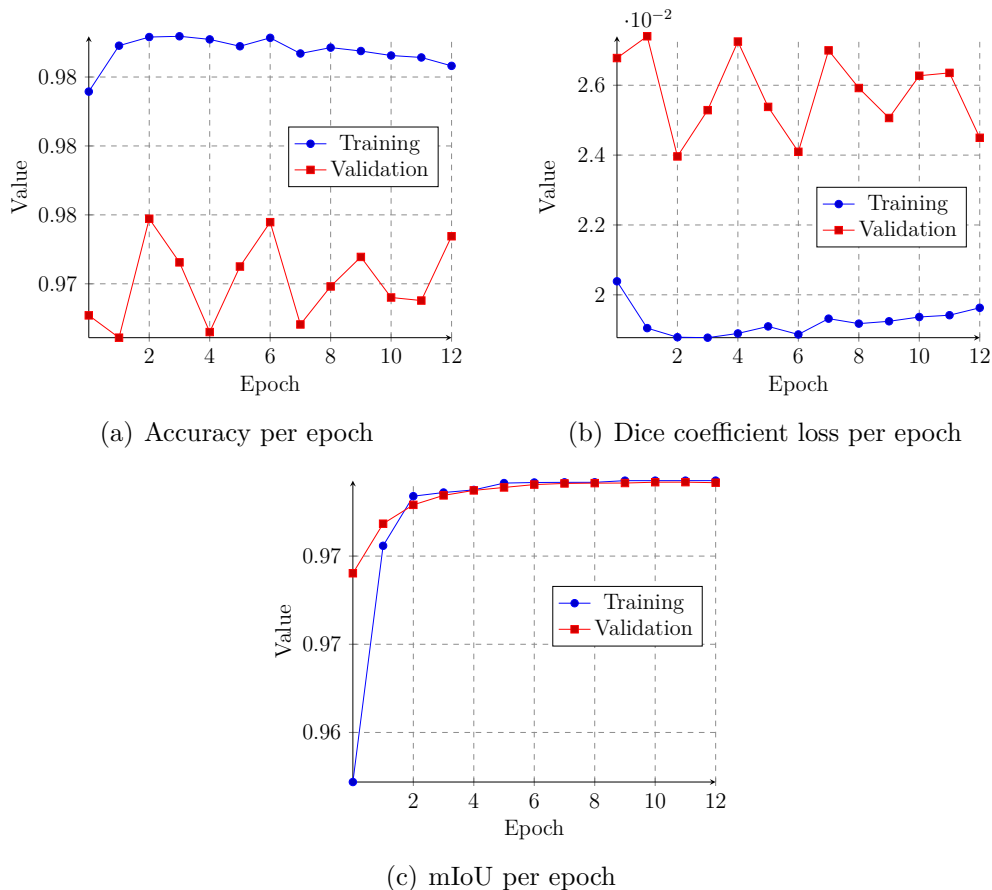 0.98
0.98
0.98
0.97
Value
Training
Validation
2 4 6 8 10 12
Epoch
(a) Accuracy per epoch
·10−2
2.6
2.4
2.2
2
Value
Training
Validation
2 4 6 8 10 12
Epoch
(b) Dice coefficient loss per epoch
0.97
0.97
0.96
Value
Training
Validation
2 4 6 8 10 12
Epoch
(c) mIoU per epoch